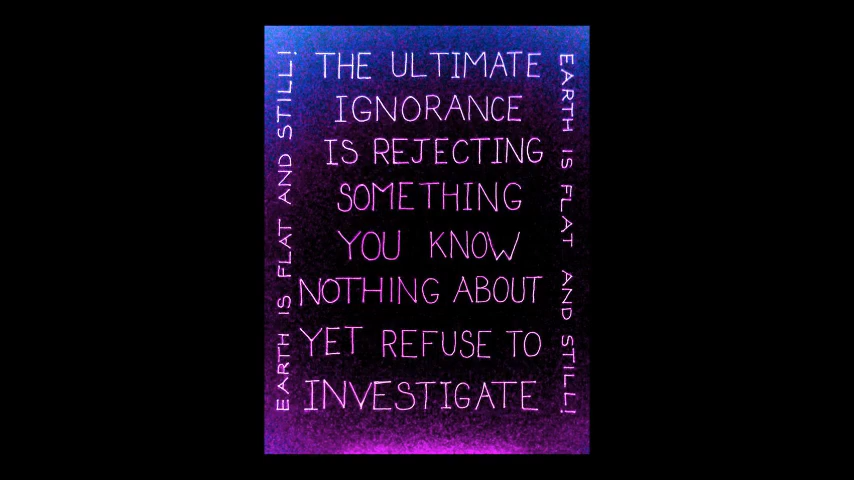 EARTH IS FLAT AND STILL!
THE ULTIMATE
IGNORANCE
IS REJECTING
SOMETHING
YOU KNOW
NOTHING ABOUT
YET REFUSE TO
INVESTIGATE
EARTH IS FLAT AND STILL!